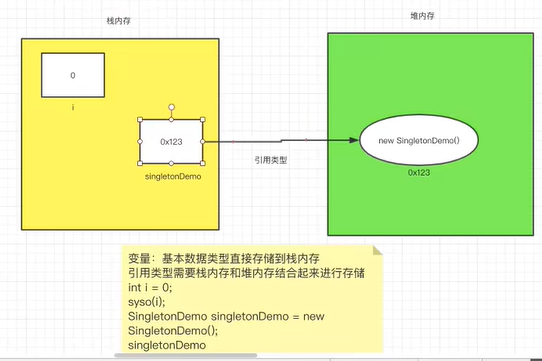 栈内存
堆内存
0
i
0x123
singletonDemo
引用类型
new SingletonDemo()
0x123
变量：基本数据类型直接存储到栈内存
引用类型需要栈内存和堆内存结合起来进行存储
int i = 0;
syso(i);
SingletonDemo singletonDemo = new
SingletonDemo();
singletonDemo